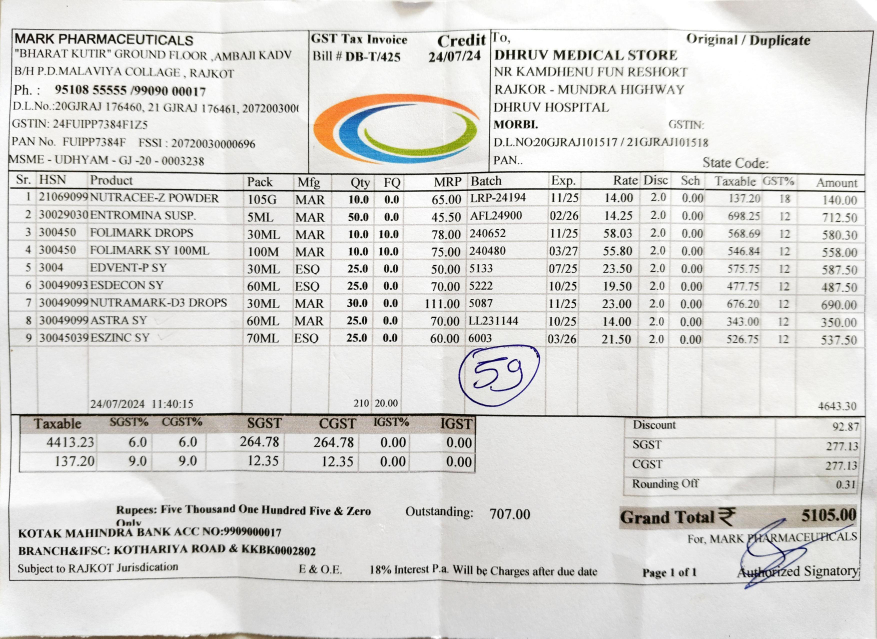 MARK PHARMACEUTICALS
"BHARAT KUTIR" GROUND FLOOR ,AMBAJI KADV
B/H P.D.MALAVIYA COLLAGE , RAJKOT
Ph. : 95108 55555 /99090 00017
D.L.No.:20GJRAJ 176460, 21 GJRAJ 176461, 2072003000
GSTIN: 24FUIPP7384F1Z5
PAN No. FUIPP7384F FSSI : 20720030000696
MSME - UDHYAM - GJ -20 - 0003238
GST Tax Invoice Credit
Bill # DB-T/425 24/07/24
To, Original / Duplicate
DHRUV MEDICAL STORE
NR KAMDHENU FUN RESHORT
RAJKOR - MUNDRA HIGHWAY
DHRUV HOSPITAL
MORBI. GSTIN:
D.L.NO20GJRAJ101517 / 21GJRAJ101518
PAN.. State Code:
Sr. HSN Product Pack Mfg Qty FQ MRP Batch Exp. Rate Disc Sch Taxable GST% Amount
1 21069099 NUTRACEE-Z POWDER 105G MAR 10.0 0.0 65.00 LRP-24194 11/25 14.00 2.0 0.00 137.20 18 140.00
2 30029030 ENTROMINA SUSP. 5ML MAR 50.0 0.0 45.50 AFL24900 02/26 14.25 2.0 0.00 698.25 12 712.50
3 300450 FOLIMARK DROPS 30ML MAR 10.0 10.0 78.00 240652 11/25 58.03 2.0 0.00 568.69 12 580.30
4 300450 FOLIMARK SY 100ML 100M MAR 10.0 10.0 75.00 240480 03/27 55.80 2.0 0.00 546.84 12 558.00
5 3004 EDVENT-P SY 30ML ESQ 25.0 0.0 50.00 5133 07/25 23.50 2.0 0.00 575.75 12 587.50
6 30049093 ESDECON SY 60ML ESQ 25.0 0.0 70.00 5222 10/25 19.50 2.0 0.00 477.75 12 487.50
7 30049099 NUTRAMARK-D3 DROPS 30ML MAR 30.0 0.0 111.00 5087 11/25 23.00 2.0 0.00 676.20 12 690.00
8 30049099 ASTRA SY 60ML MAR 25.0 0.0 70.00 LL231144 10/25 14.00 2.0 0.00 343.00 12 350.00
9 30045039 ESZINC SY 70ML ESQ 25.0 0.0 60.00 6003 03/26 21.50 2.0 0.00 526.75 12 537.50
59
24/07/2024 11:40:15 210 20.00 4643.30
Taxable SGST% CGST% SGST CGST IGST% IGST
4413.23 6.0 6.0 264.78 264.78 0.00 0.00
137.20 9.0 9.0 12.35 12.35 0.00 0.00
Discount 92.87
SGST 277.13
CGST 277.13
Rounding Off 0.31
Rupees: Five Thousand One Hundred Five & Zero Only
Outstanding: 707.00
Grand Total ₹ 5105.00
KOTAK MAHINDRA BANK ACC NO:9909000017
BRANCH&IFSC: KOTHARIYA ROAD & KKBK0002802
For, MARK PHARMACEUTICALS
Subject to RAJKOT Jurisdication E & O.E. 18% Interest P.a. Will be Charges after due date Page 1 of 1 Authorized Signatory